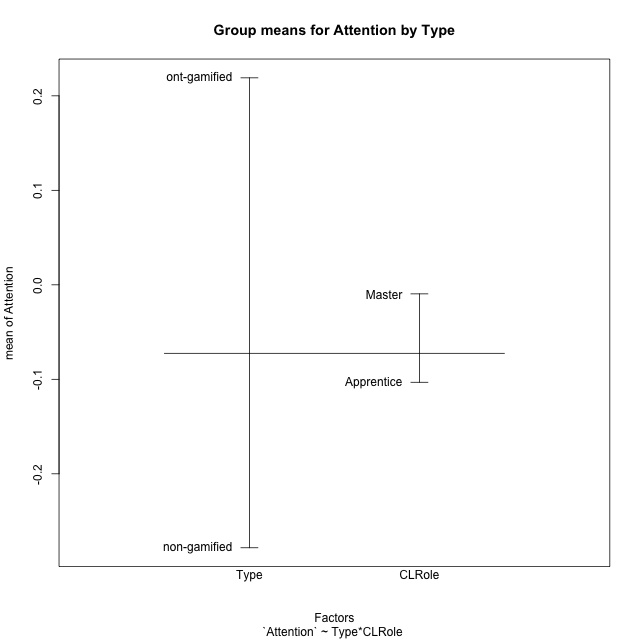 Group means for Attention by Type
mean of Attention
0.2
0.1
0.0
-0.1
-0.2
ont-gamified
Master
Apprentice
non-gamified
Type CLRole
Factors
`Attention` ~ Type*CLRole